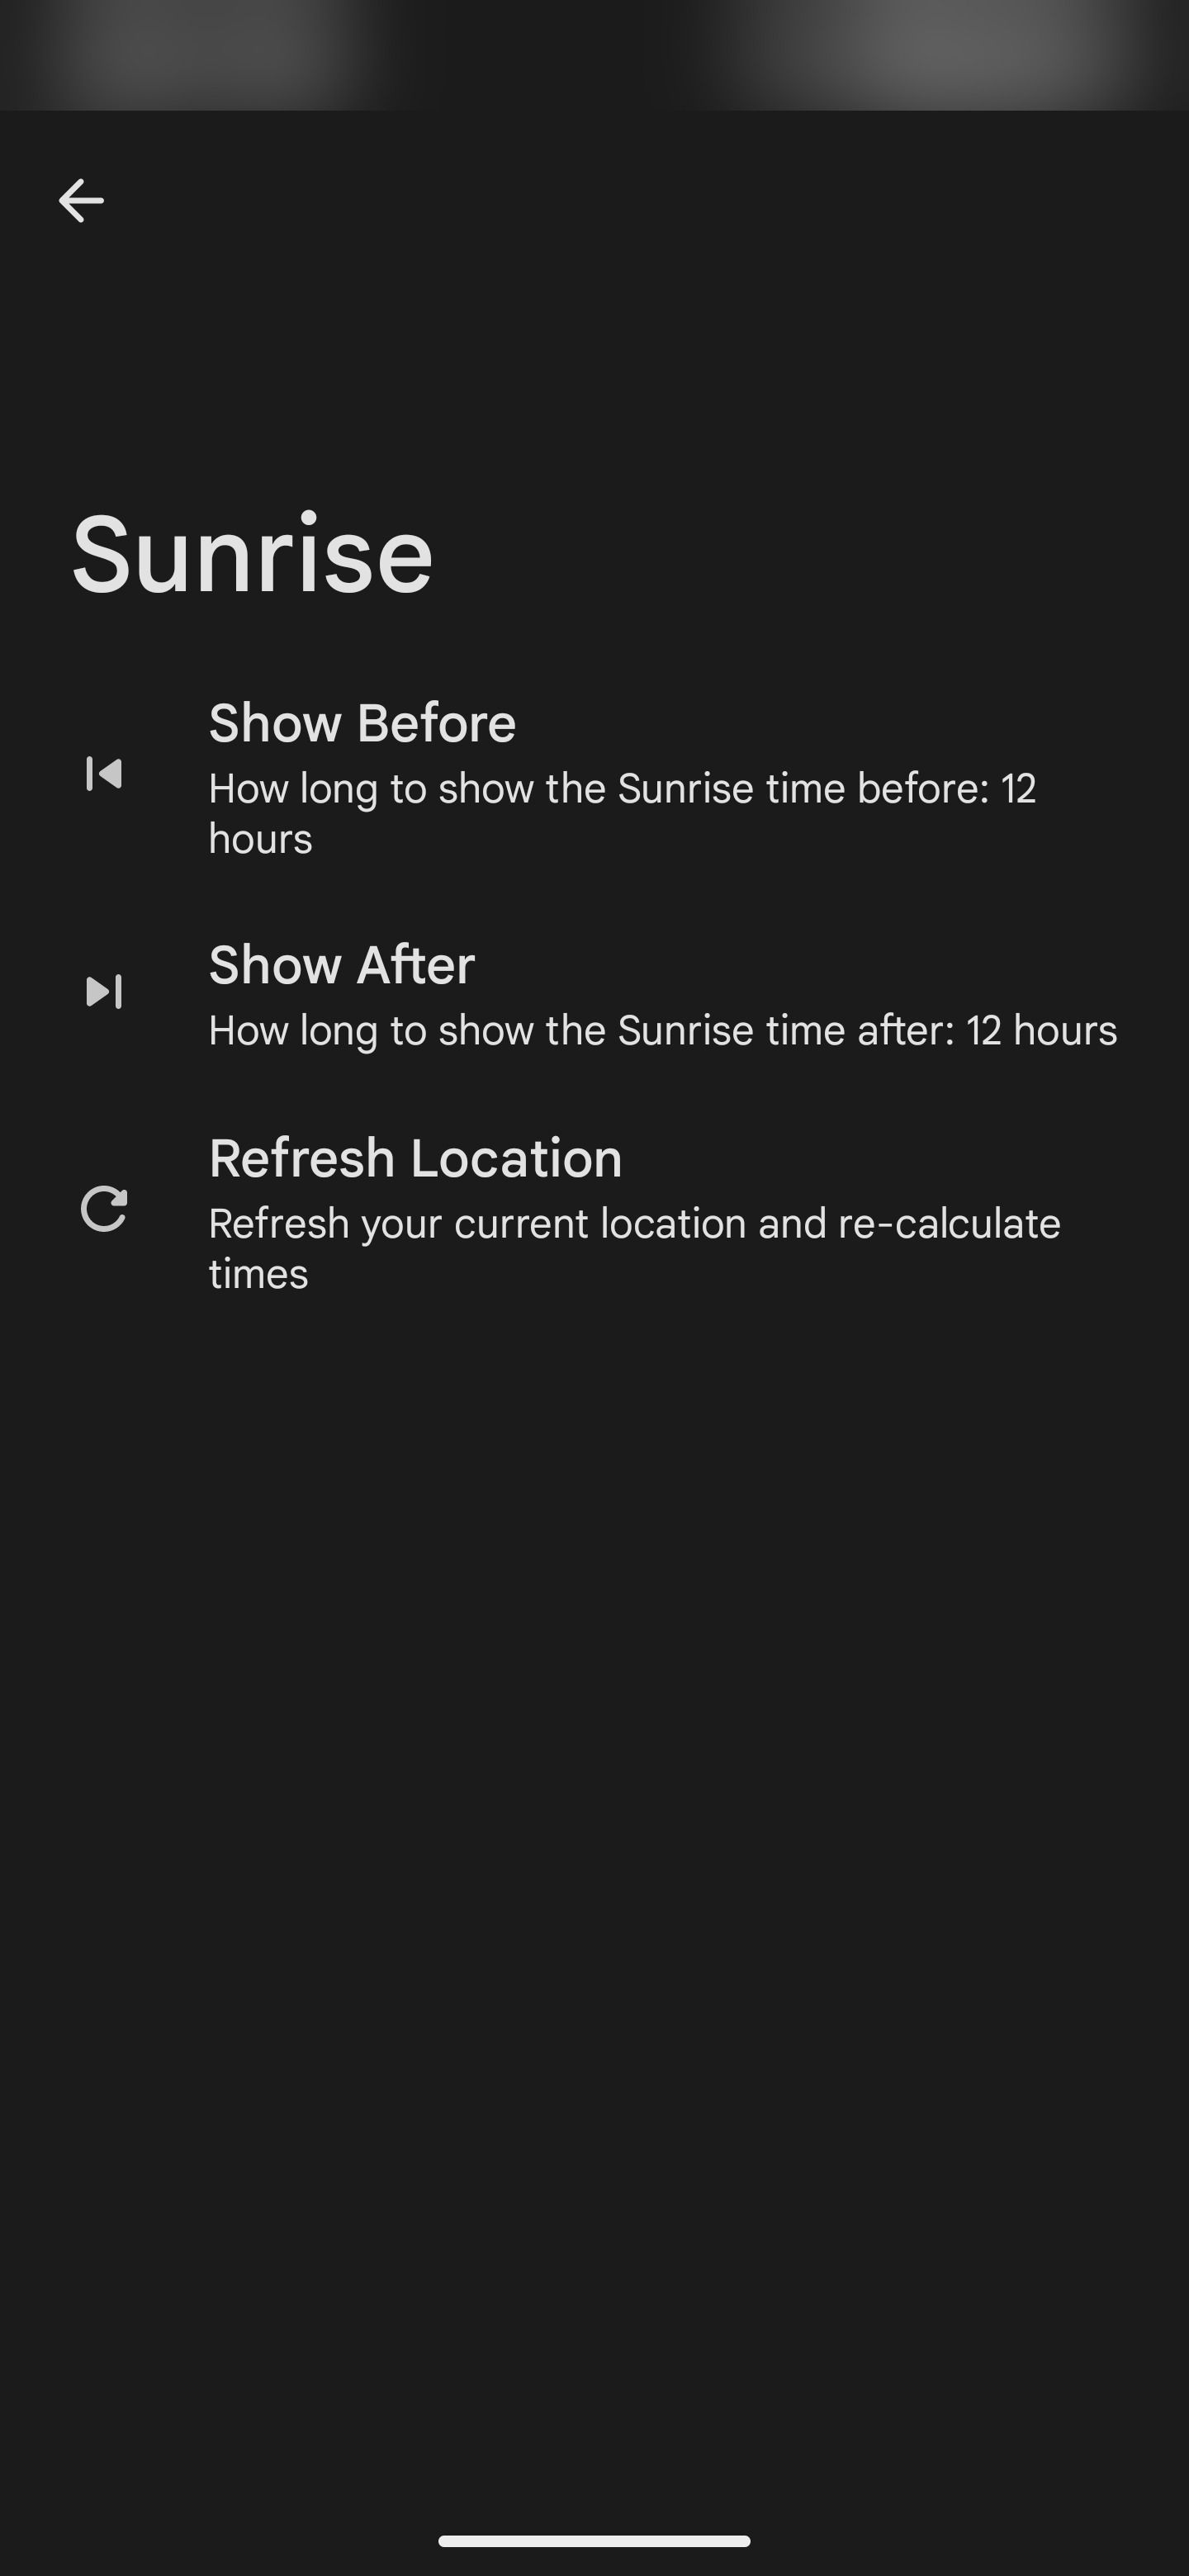 Sunrise
Show Before
How long to show the Sunrise time before: 12
hours
Show After
How long to show the Sunrise time after: 12 hours
Refresh Location
Refresh your current location and re-calculate
times